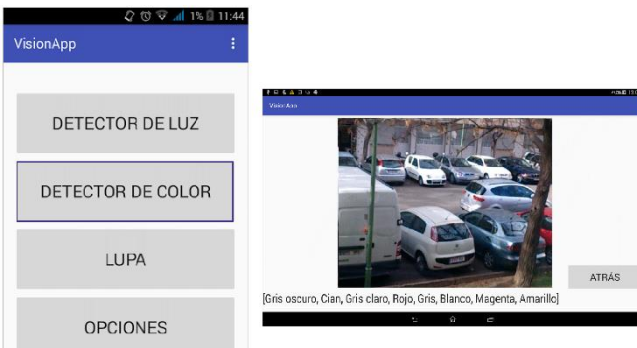 1% 11:44
VisionApp
DETECTOR DE LUZ
DETECTOR DE COLOR
LUPA
OPCIONES
VisionApp
ATRÁS
[Gris oscuro, Cian, Gris claro, Rojo, Gris, Blanco, Magenta, Amarillo]